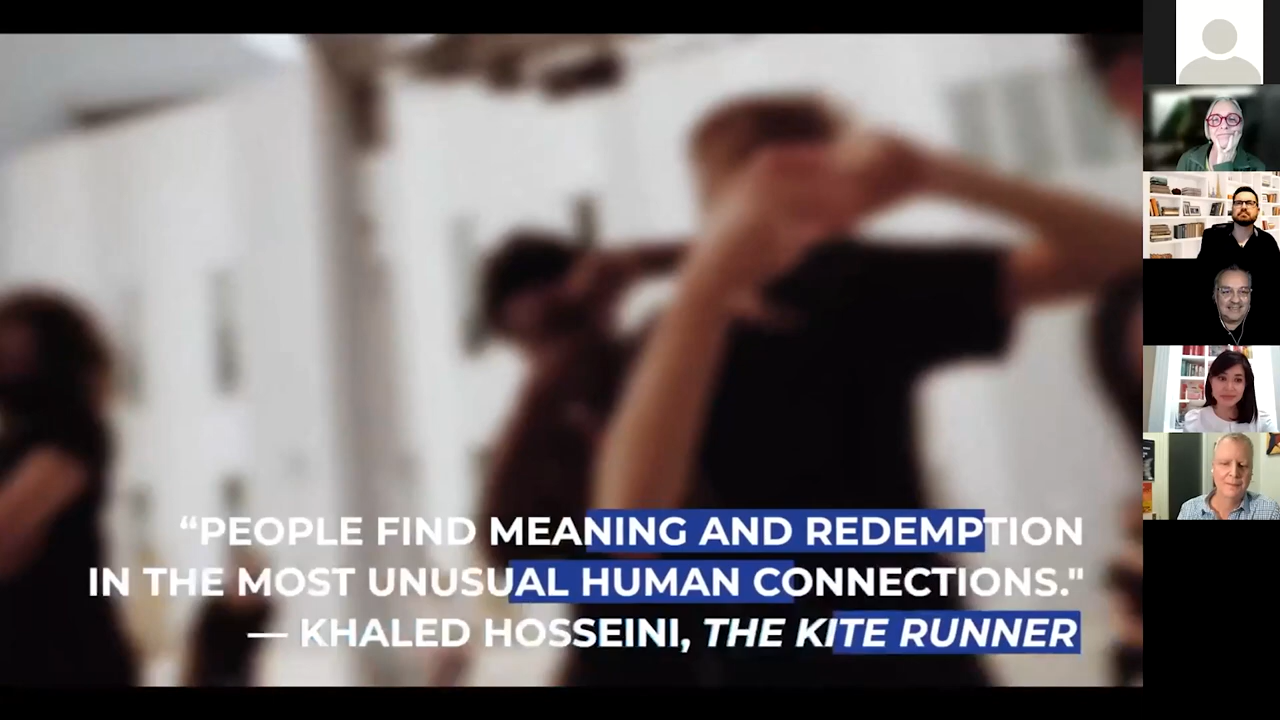 “PEOPLE FIND MEANING AND REDEMPTION
IN THE MOST UNUSUAL HUMAN CONNECTIONS."
— KHALED HOSSEINI, THE KITE RUNNER